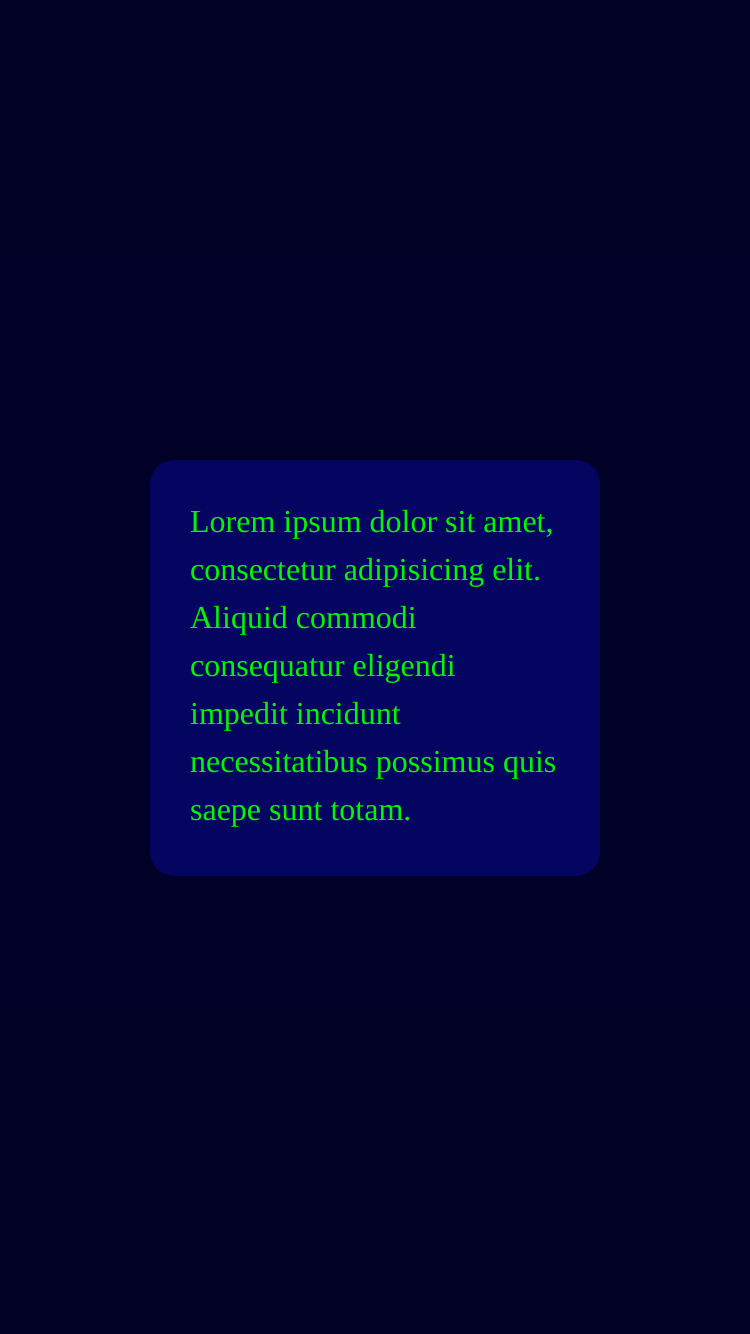 Lorem ipsum dolor sit amet,
consectetur adipisicing elit.
Aliquid commodi
consequatur eligendi
impedit incidunt
necessitatibus possimus quis
saepe sunt totam.